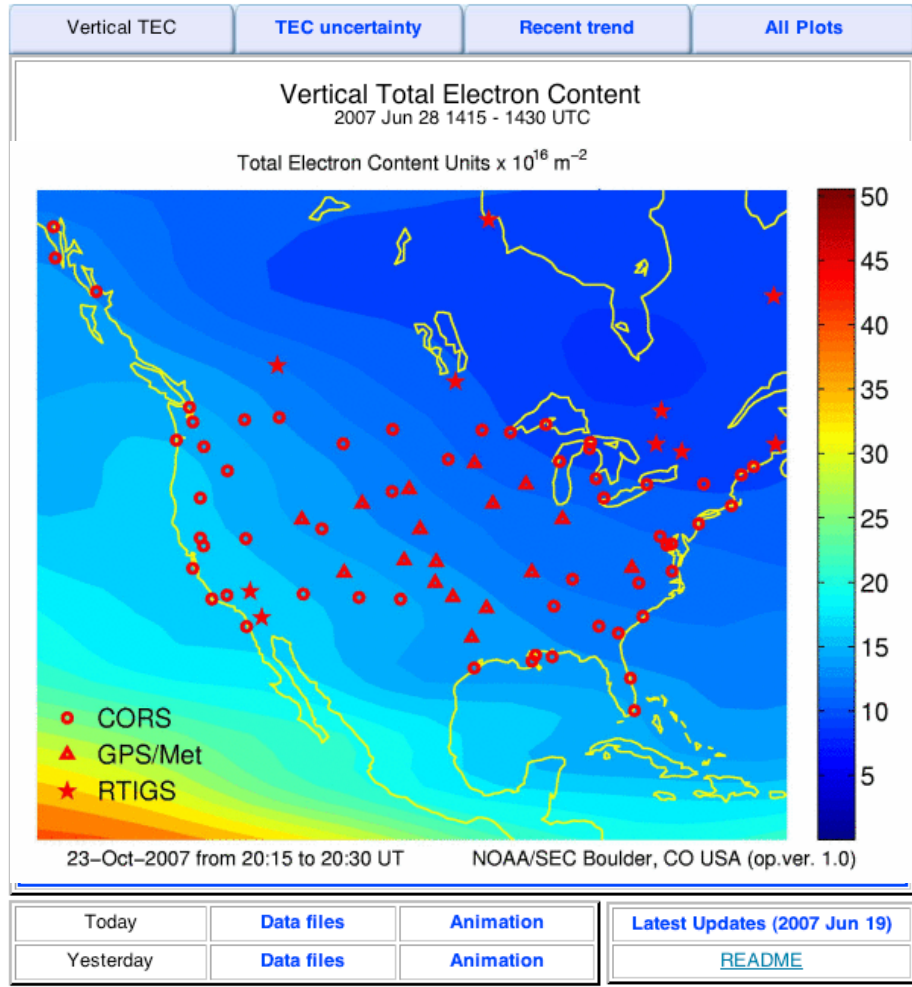 Vertical TEC
TEC uncertainty
Recent trend
All Plots
Vertical Total Electron Content
2007 Jun 28 1415 - 1430 UTC
Total Electron Content Units x 10^16 m^−2
50
45
40
35
30
25
20
15
10
5
CORS
GPS/Met
RTIGS
23−Oct−2007 from 20:15 to 20:30 UT
NOAA/SEC Boulder, CO USA (op.ver. 1.0)
Today
Data files
Animation
Latest Updates (2007 Jun 19)
Yesterday
Data files
Animation
README